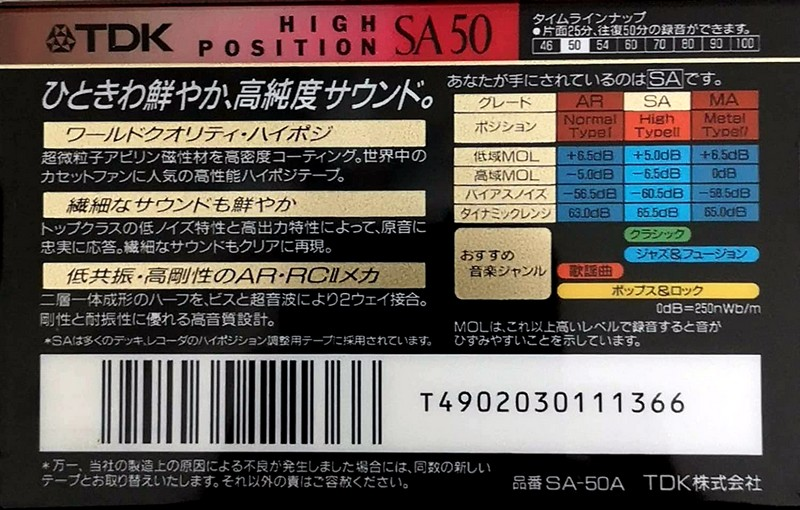 TDK HIGH POSITION SA50
タイムラインナップ
●片面25分、往復50分の録音ができます。
46 50 54 60 70 80 90 100
ひときわ鮮やか、高純度サウンド。
ワールドクオリティ・ハイポジ
超微粒子アビリン磁性材を高密度コーティング。世界中の
カセットファンに人気の高性能ハイポジテープ。
繊細なサウンドも鮮やか
トップクラスの低ノイズ特性と高出力特性によって、原音に
忠実に応答。繊細なサウンドもクリアに再現。
低共振・高剛性のAR・RCⅡメカ
二層一体成形のハーフを、ビスと超音波により2ウェイ接合。
剛性と耐振性に優れる高音質設計。
*SAは多くのデッキ、レコーダのハイポジション調整用テープに採用されています。
あなたが手にされているのはSAです。
グレード AR SA MA
ポジション Normal TypeⅠ High TypeⅡ Metal TypeⅣ
低域MOL +6.5dB +5.0dB +6.5dB
高域MOL -5.0dB -6.5dB 0dB
バイアスノイズ -56.5dB -60.5dB -58.5dB
ダイナミックレンジ 63.0dB 65.5dB 65.0dB
おすすめ
音楽ジャンル
クラシック
ジャズ&フュージョン
歌謡曲
ポップス&ロック
0dB=250nWb/m
MOLは、これ以上高いレベルで録音すると音が
ひずみやすいことを示しています。
T4902030111366
*万一、当社の製造上の原因による不良が発生しました場合には、同数の新しい
テープとお取り替えいたします。それ以外の責はご容赦ください。
品番 SA-50A TDK株式会社